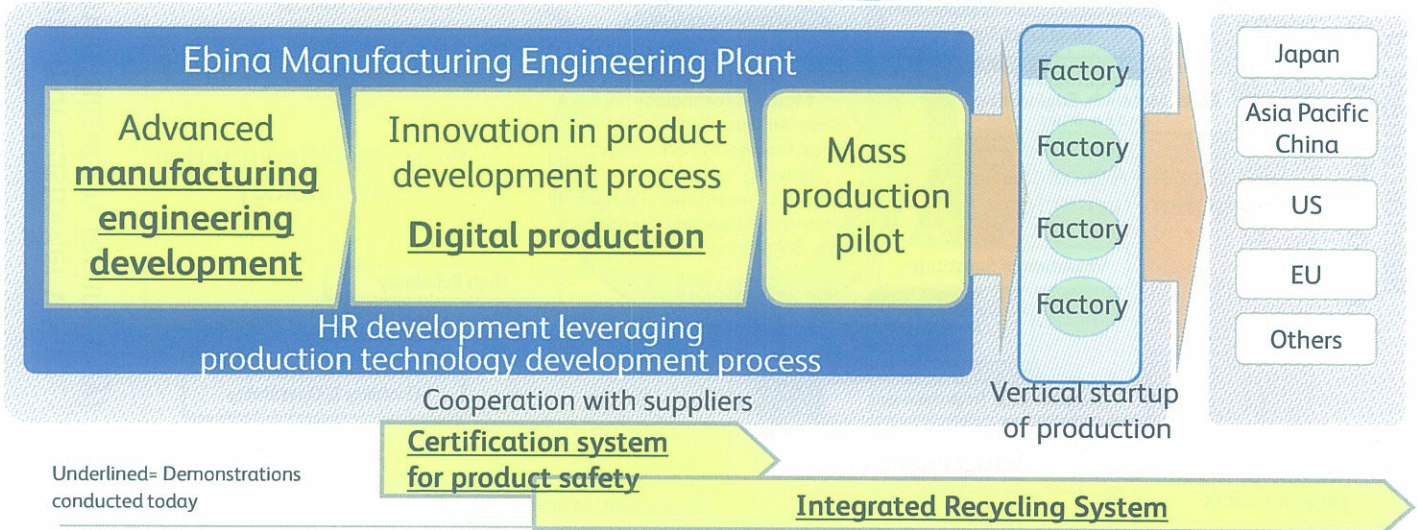 Ebina Manufacturing Engineering Plant
Advanced
manufacturing
engineering
development
Innovation in product
development process
Digital production
Mass
production
pilot
HR development leveraging
production technology development process
Cooperation with suppliers
Factory
Factory
Factory
Factory
Vertical startup
of production
Japan
Asia Pacific
China
US
EU
Others
Certification system
for product safety
Integrated Recycling System
Underlined= Demonstrations
conducted today